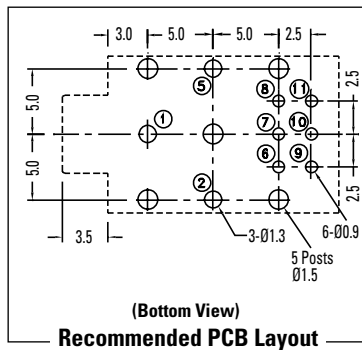 3.0 5.0 5.0 2.5
5.0 5.0
2.5 2.5
⑤ ⑧ ⑪
① ⑦ ⑩
② ⑥ ⑨
3.5
3-Ø1.3
6-Ø0.9
5 Posts
Ø1.5
(Bottom View)
Recommended PCB Layout